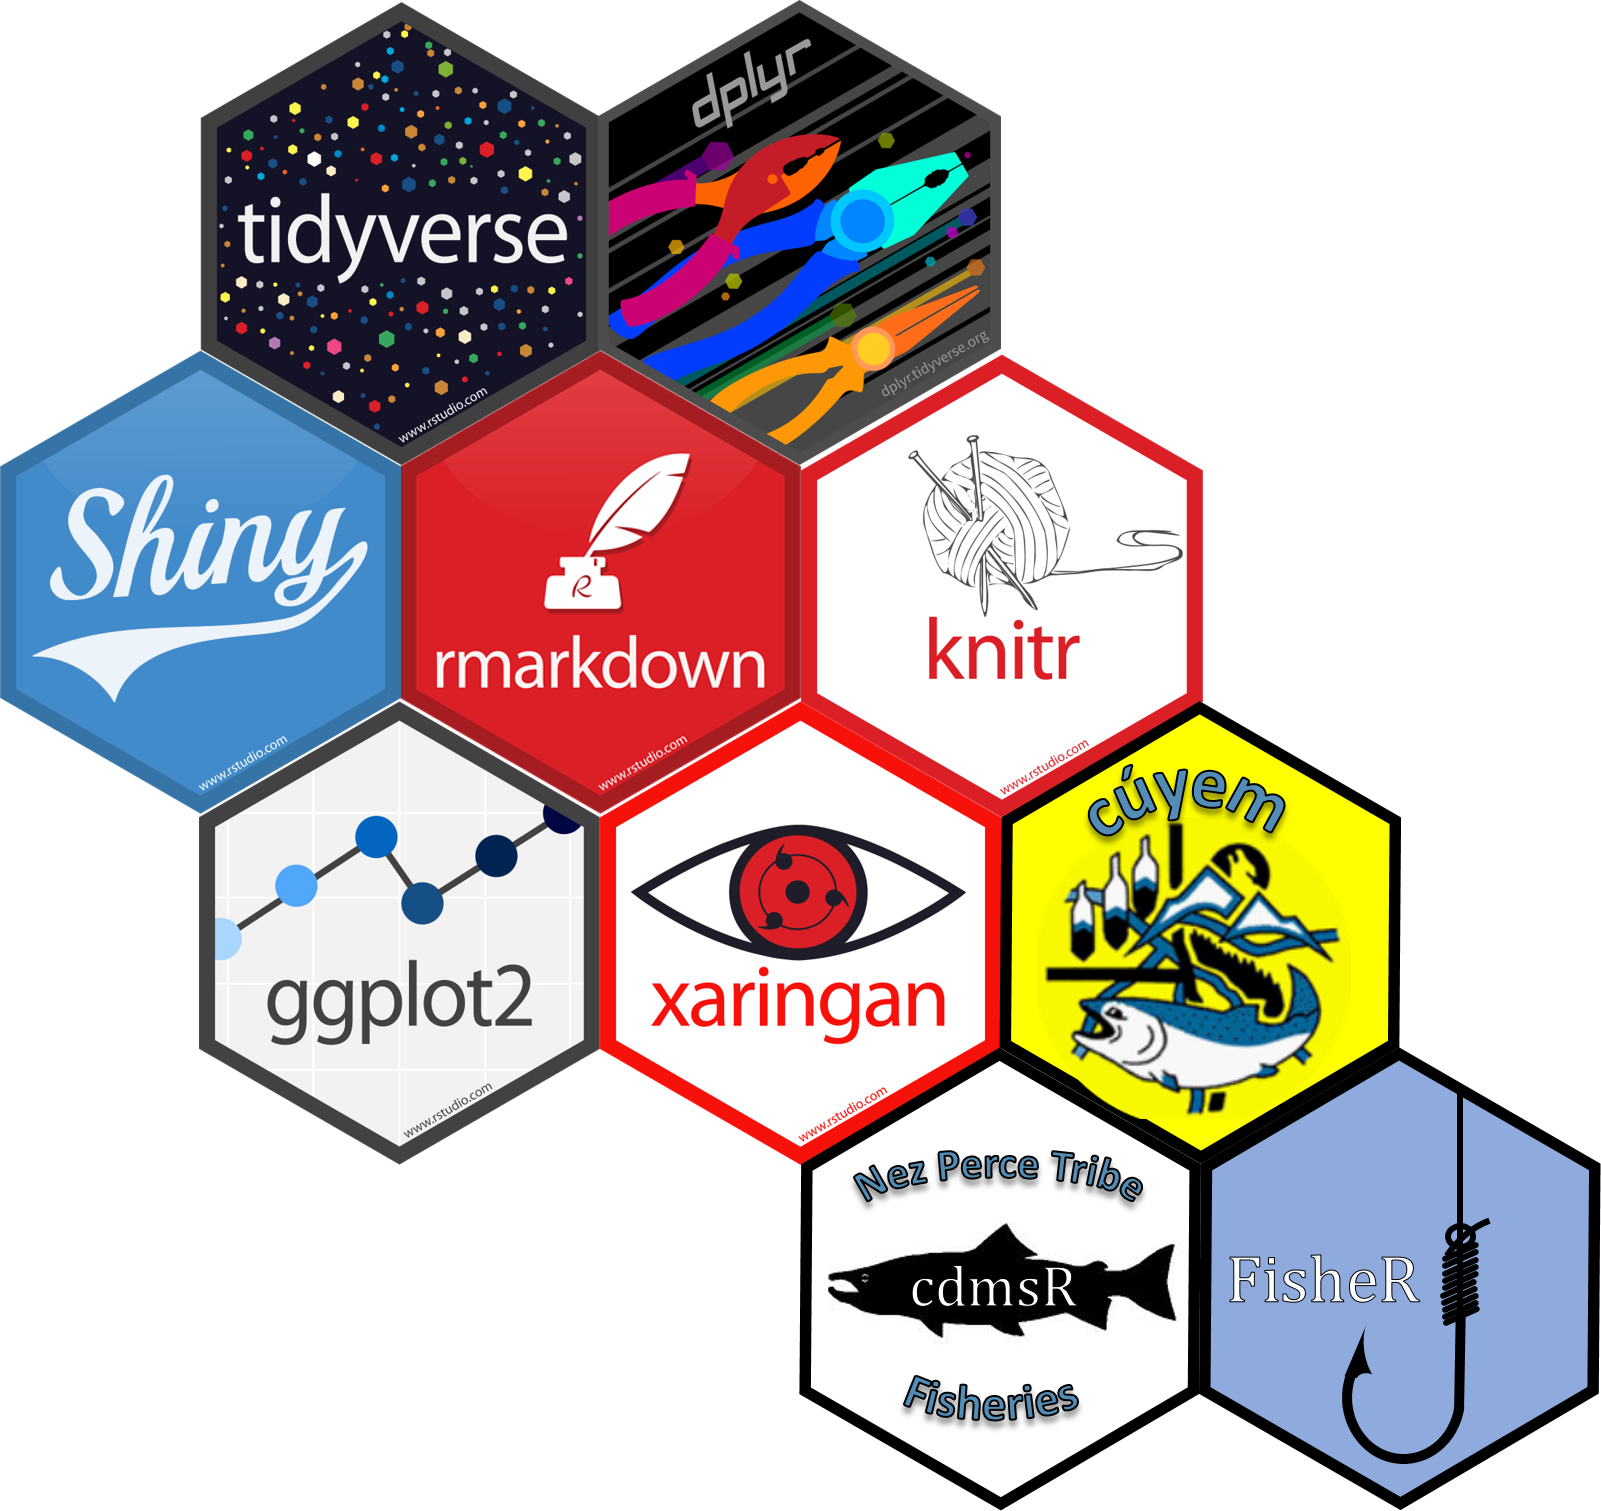 tidyverse
www.rstudio.com
dplyr
dplyr.tidyverse.org
Shiny
www.rstudio.com
R
rmarkdown
www.rstudio.com
knitr
www.rstudio.com
ggplot2
www.rstudio.com
xaringan
www.rstudio.com
cúyem
Nez Perce Tribe
cdmsR
Fisheries
FisheR